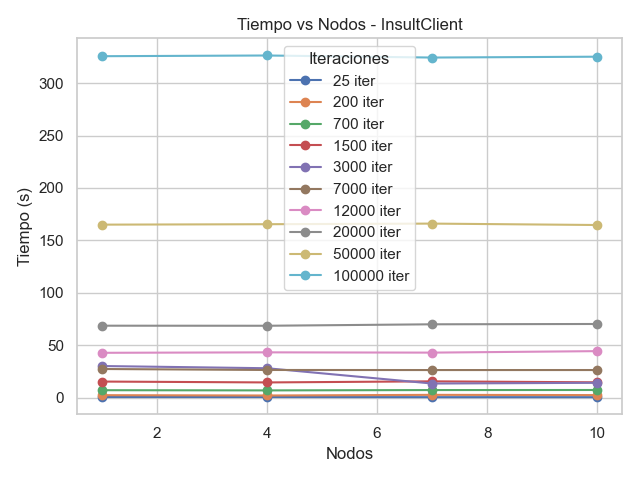 Tiempo vs Nodos - InsultClient
Tiempo (s)
300
250
200
150
100
50
0
Iteraciones
25 iter
200 iter
700 iter
1500 iter
3000 iter
7000 iter
12000 iter
20000 iter
50000 iter
100000 iter
2
4
6
8
10
Nodos